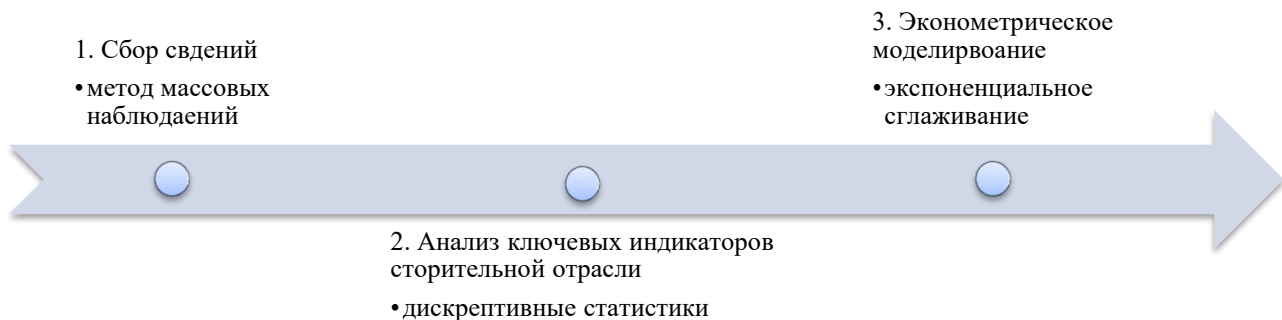 1. Сбор свдений
•метод массовых
наблюдаений
2. Анализ ключевых индикаторов
сторительной отрасли
•дискрептивные статистики
3. Эконометрическое
моделирвоание
•экспоненциальное
сглаживание